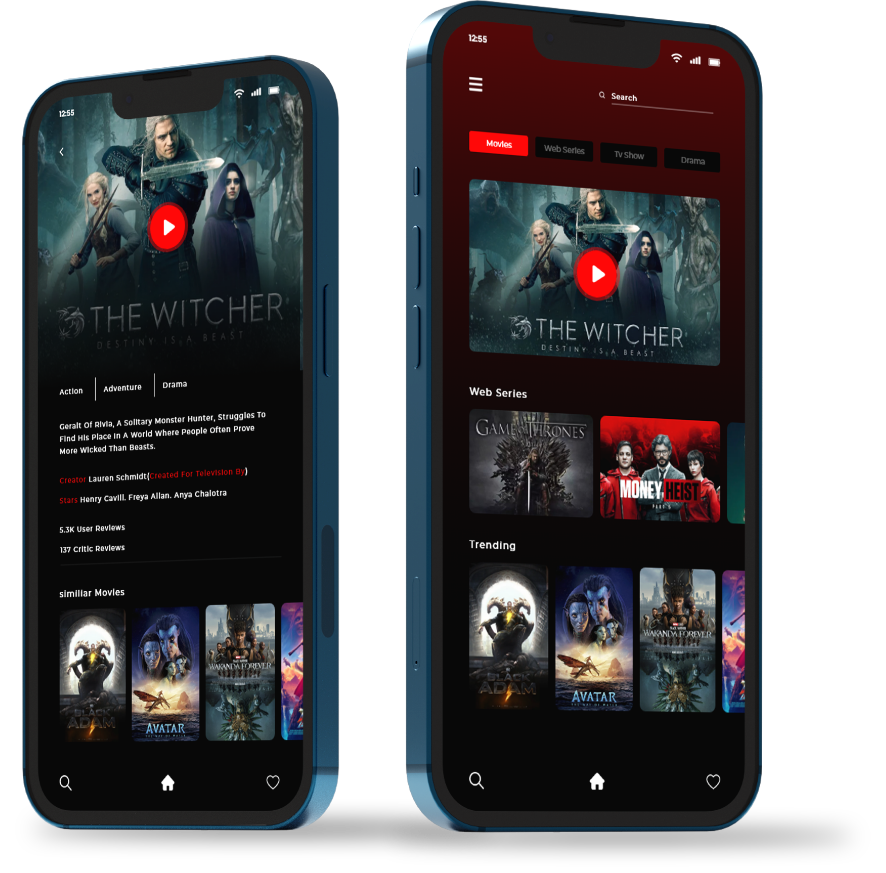 12:55
THE WITCHER
DESTINY IS A BEAST
Action
Adventure
Drama
Geralt Of Rivia, A Solitary Monster Hunter, Struggles To
Find His Place In A World Where People Often Prove
More Wicked Than Beasts.
Creator Lauren Schmidt(Created For Television By)
Stars Henry Cavill. Freya Allan. Anya Chalotra
5.3K User Reviews
137 Critic Reviews
similiar Movies
BLACK
ADAM
AVATAR
THE WAY OF WATER
WAKANDA FOREVER
12:55
Search
Movies
Web Series
Tv Show
Drama
THE WITCHER
DESTINY IS A BEAST
Web Series
GAME OF THRONES
MONEY HEIST
PART 5
Trending
BLACK
ADAM
AVATAR
THE WAY OF WATER
WAKANDA FOREVER